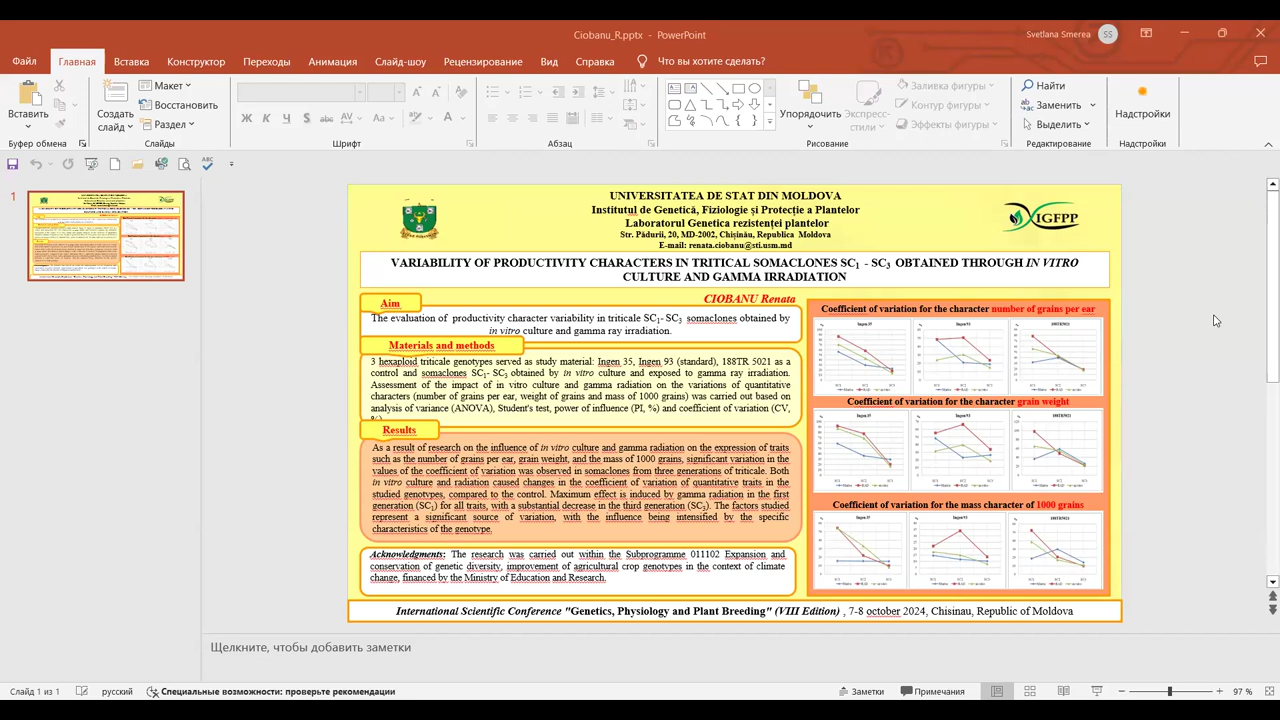 Ciobanu_R.pptx - PowerPoint
Svetlana Smerea SS
Файл Главная Вставка Конструктор Переходы Анимация Слайд-шоу Рецензирование Вид Справка Что вы хотите сделать?
Вставить
Создать слайд
Макет
Восстановить
Раздел
Упорядочить
Экспресс-стили
Заливка фигуры
Контур фигуры
Эффекты фигуры
Найти
Заменить
Выделить
Надстройки
Буфер обмена Слайды Шрифт Абзац Рисование Редактирование Надстройки
1
UNIVERSITATEA DE STAT DIN MOLDOVA
Institutul de Genetică, Fiziologie și Protecție a Plantelor
Laboratorul Genetica rezistenței plantelor
Str. Pădurii, 20, MD-2002, Chișinău, Republica Moldova
E-mail: renata.ciobanu@sti.usm.md
IGFPP
VARIABILITY OF PRODUCTIVITY CHARACTERS IN TRITICAL SOMACLONES SC1 - SC3 OBTAINED THROUGH IN VITRO
CULTURE AND GAMMA IRRADIATION
CIOBANU Renata
Aim
The evaluation of productivity character variability in triticale SC1- SC3 somaclones obtained by
in vitro culture and gamma ray irradiation.
Materials and methods
3 hexaploid triticale genotypes served as study material: Ingen 35, Ingen 93 (standard), 188TR 5021 as a
control and somaclones SC1- SC3 obtained by in vitro culture and exposed to gamma ray irradiation.
Assessment of the impact of in vitro culture and gamma radiation on the variations of quantitative
characters (number of grains per ear, weight of grains and mass of 1000 grains) was carried out based on
analysis of variance (ANOVA), Student's test, power of influence (PI, %) and coefficient of variation (CV,
%).
Results
As a result of research on the influence of in vitro culture and gamma radiation on the expression of traits
such as the number of grains per ear, grain weight, and the mass of 1000 grains, significant variation in the
values of the coefficient of variation was observed in somaclones from three generations of triticale. Both
in vitro culture and radiation caused changes in the coefficient of variation of quantitative traits in the
studied genotypes, compared to the control. Maximum effect is induced by gamma radiation in the first
generation (SC1) for all traits, with a substantial decrease in the third generation (SC3). The factors studied
represent a significant source of variation, with the influence being intensified by the specific
characteristics of the genotype.
Acknowledgments: The research was carried out within the Subprogramme 011102 Expansion and
conservation of genetic diversity, improvement of agricultural crop genotypes in the context of climate
change, financed by the Ministry of Education and Research.
Coefficient of variation for the character number of grains per ear
Coefficient of variation for the character grain weight
Coefficient of variation for the mass character of 1000 grains
International Scientific Conference "Genetics, Physiology and Plant Breeding" (VIII Edition) , 7-8 october 2024, Chisinau, Republic of Moldova
Щелкните, чтобы добавить заметки
Слайд 1 из 1 русский Специальные возможности: проверьте рекомендации Заметки Примечания 97 %